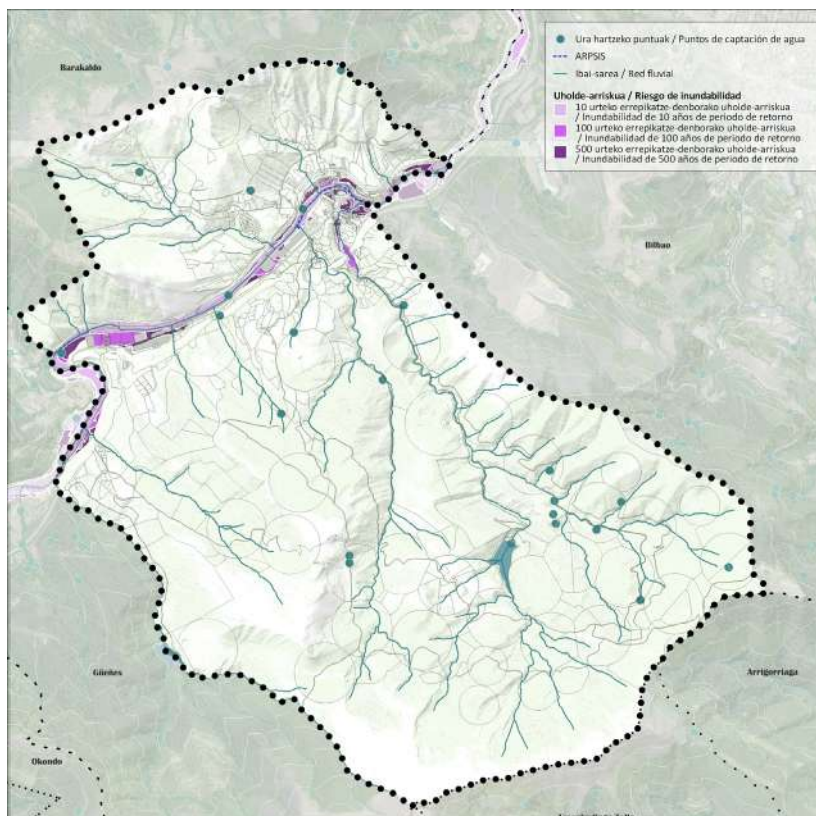 Ura hartzeko puntuak / Puntos de captación de agua
ARPSIS
Ibai-sarea / Red fluvial
Uholde-arriskua / Riesgo de inundabilidad
10 urteko errepikatze-denborako uholde-arriskua
/ Inundabilidad de 10 años de periodo de retorno
100 urteko errepikatze-denborako uholde-arriskua
/ Inundabilidad de 100 años de periodo de retorno
500 urteko errepikatze-denborako uholde-arriskua
/ Inundabilidad de 500 años de periodo de retorno
Barakaldo
Bilbao
Güeñes
Arrigorriaga
Okondo